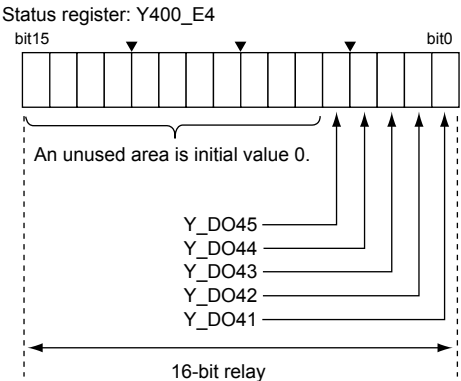 Status register: Y400_E4
bit15 bit0
An unused area is initial value 0.
Y_DO45
Y_DO44
Y_DO43
Y_DO42
Y_DO41
16-bit relay